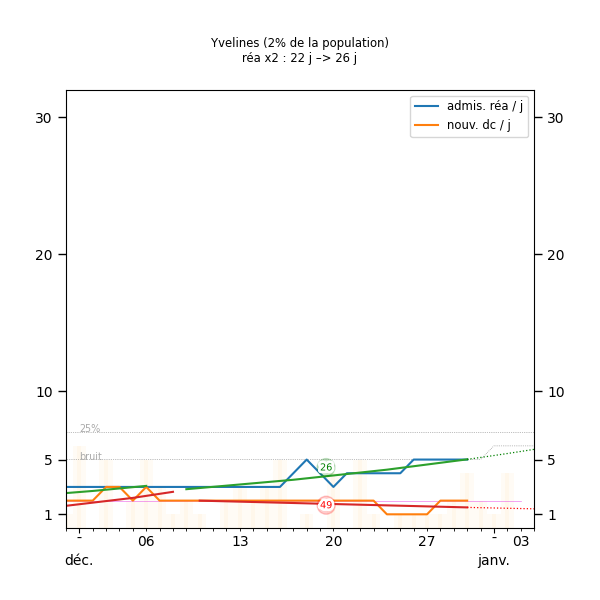 Yvelines (2% de la population)
réa x2 : 22 j –> 26 j
admis. réa / j
nouv. dc / j
30 30
20 20
10 10
25%
bruit
5 5
26
49
1 1
- 06 13 20 27 - 03
déc. janv.